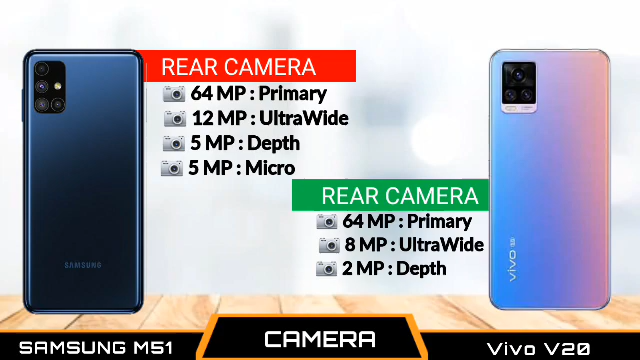 REAR CAMERA
64 MP : Primary
12 MP : UltraWide
5 MP : Depth
5 MP : Micro
REAR CAMERA
64 MP : Primary
8 MP : UltraWide
2 MP : Depth
SAMSUNG
vivo
SAMSUNG M51
CAMERA
Vivo V20